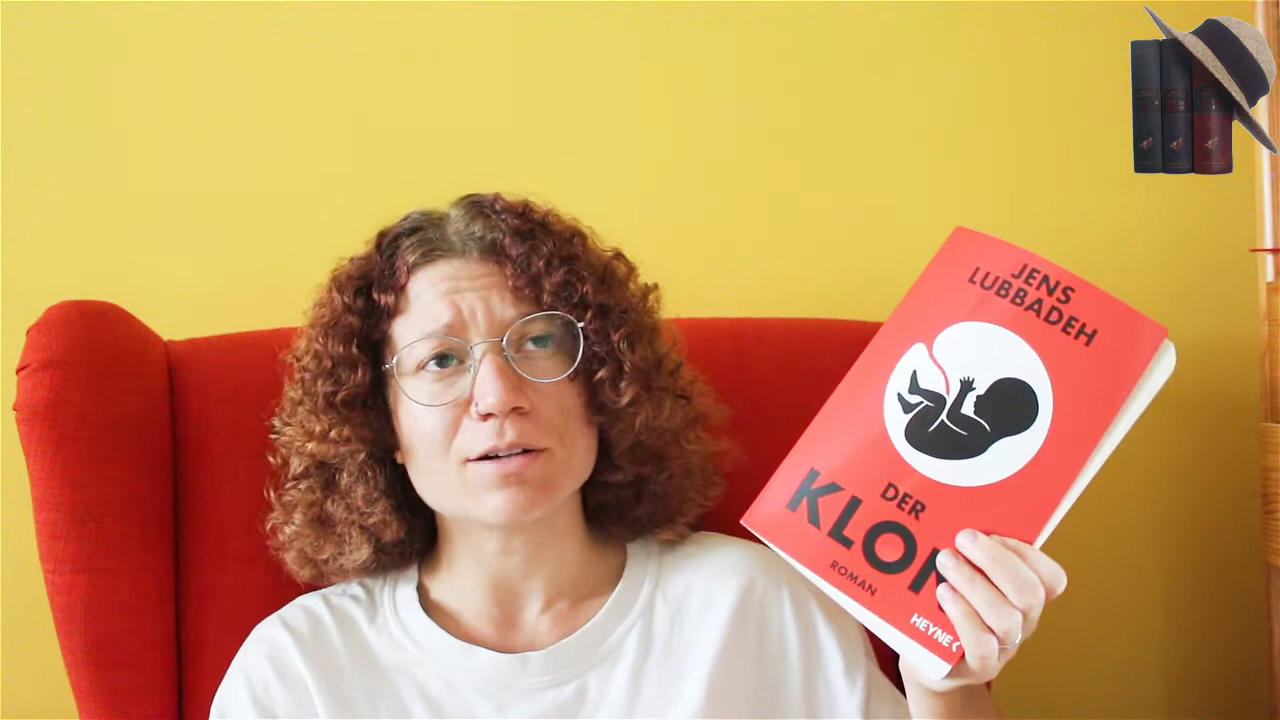 JENS
LUBBADEH
DER
KLON
ROMAN
HEYNE <